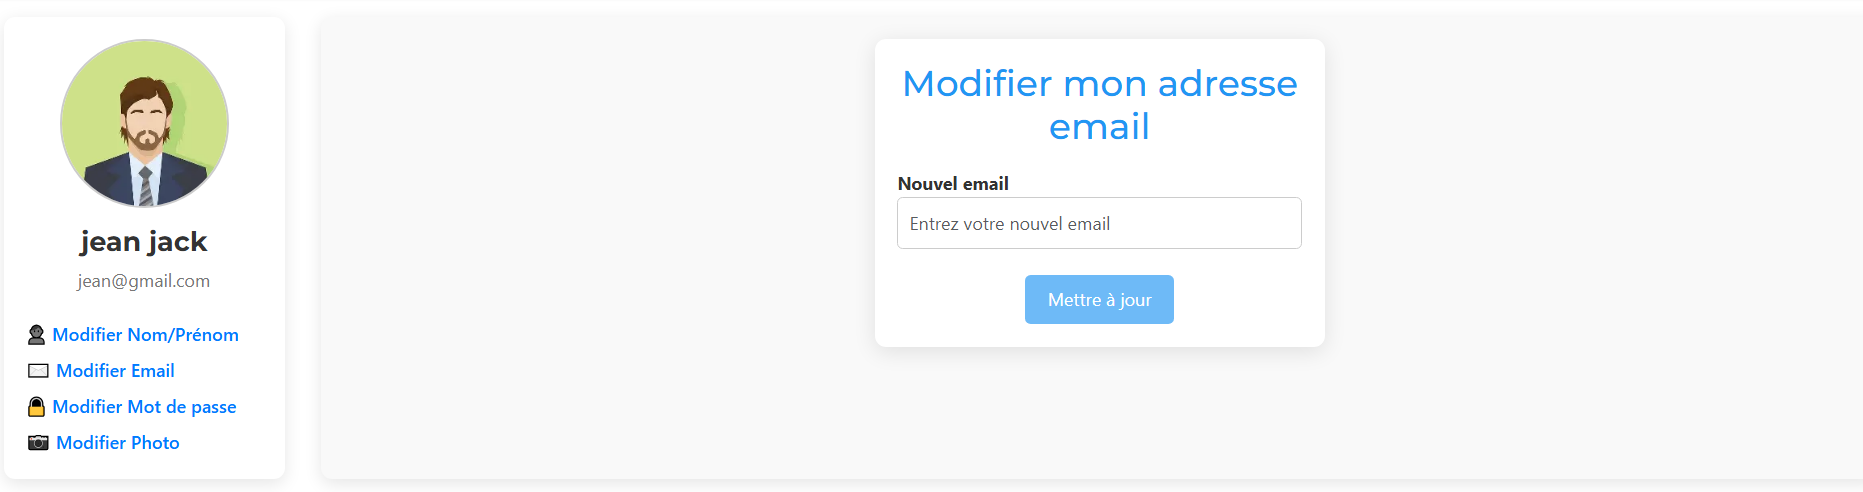 jean jack
jean@gmail.com
Modifier Nom/Prénom
Modifier Email
Modifier Mot de passe
Modifier Photo
Modifier mon adresse
email
Nouvel email
Entrez votre nouvel email
Mettre à jour